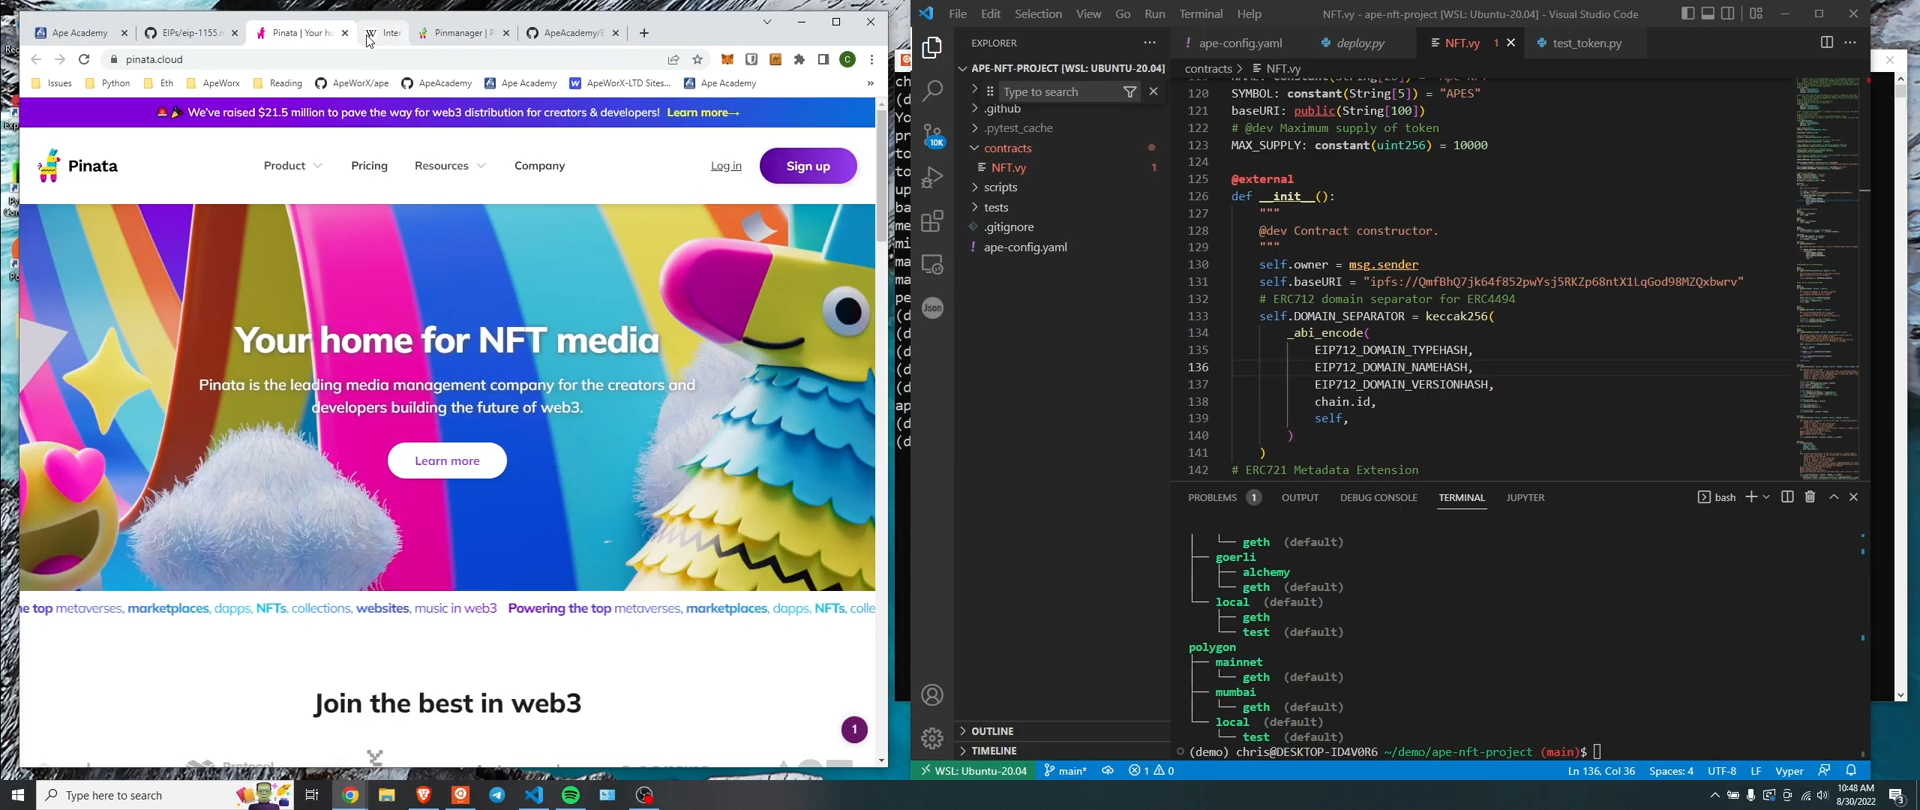 Ape Academy
EIPs/eip-1155.
Pinata | Your ho
Inter
Pinmanager | P
ApeAcademy/E
pinata.cloud
Issues
Python
Eth
ApeWorx
Reading
ApeWorX/ape
ApeAcademy
Ape Academy
ApeWorX-LTD Sites...
Ape Academy
We've raised $21.5 million to pave the way for web3 distribution for creators & developers! Learn more→
Pinata
Product
Pricing
Resources
Company
Log in
Sign up
Your home for NFT media
Pinata is the leading media management company for the creators and
developers building the future of web3.
Learn more
he top metaverses, marketplaces, dapps, NFTs, collections, websites, music in web3 Powering the top metaverses, marketplaces, dapps, NFTs, colle
Join the best in web3
1
File Edit Selection View Go Run Terminal Help
NFT.vy - ape-nft-project [WSL: Ubuntu-20.04] - Visual Studio Code
EXPLORER
ape-config.yaml
deploy.py
NFT.vy 1
test_token.py
APE-NFT-PROJECT [WSL: UBUNTU-20.04]
contracts > NFT.vy
Type to search
.github
.pytest_cache
contracts
NFT.vy 1
scripts
tests
.gitignore
ape-config.yaml
10K
Json
120 SYMBOL: constant(String[5]) = "APES"
121 baseURI: public(String[100])
122 # @dev Maximum supply of token
123 MAX_SUPPLY: constant(uint256) = 10000
124
125 @external
126 def __init__():
127 """
128 @dev Contract constructor.
129 """
130 self.owner = msg.sender
131 self.baseURI = "ipfs://QmfBhQ7jk64f852pwYsj5RKZp68ntX1LqGod98MZQxbwrv"
132 # ERC712 domain separator for ERC4494
133 self.DOMAIN_SEPARATOR = keccak256(
134 _abi_encode(
135 EIP712_DOMAIN_TYPEHASH,
136 EIP712_DOMAIN_NAMEHASH,
137 EIP712_DOMAIN_VERSIONHASH,
138 chain.id,
139 self,
140 )
141 )
142 # ERC721 Metadata Extension
PROBLEMS 1 OUTPUT DEBUG CONSOLE TERMINAL JUPYTER
bash
geth (default)
goerli
alchemy
geth (default)
local (default)
geth
test (default)
polygon
mainnet
geth (default)
mumbai
geth (default)
local (default)
test (default)
(demo) chris@DESKTOP-ID4V0R6 ~/demo/ape-nft-project (main)$
OUTLINE
TIMELINE
WSL: Ubuntu-20.04
main*
1 0
Ln 136, Col 36
Spaces: 4
UTF-8
LF
Vyper
Type here to search
10:48 AM
8/30/2022
3